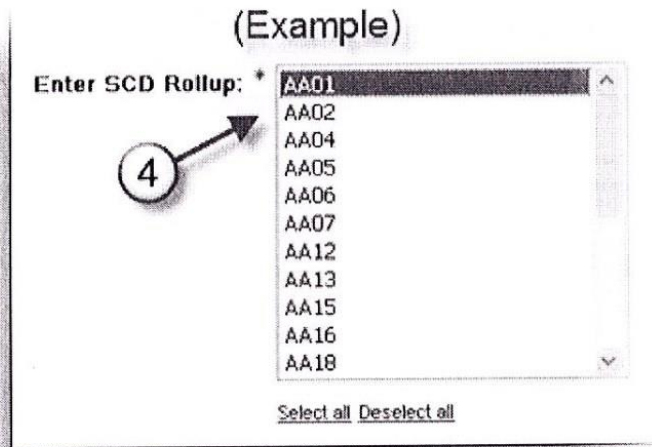 (Example)
Enter SCD Rollup: * AA01
AA02
AA04
4
AA05
AA06
AA07
AA12
AA13
AA15
AA16
AA18
Select all Deselect all